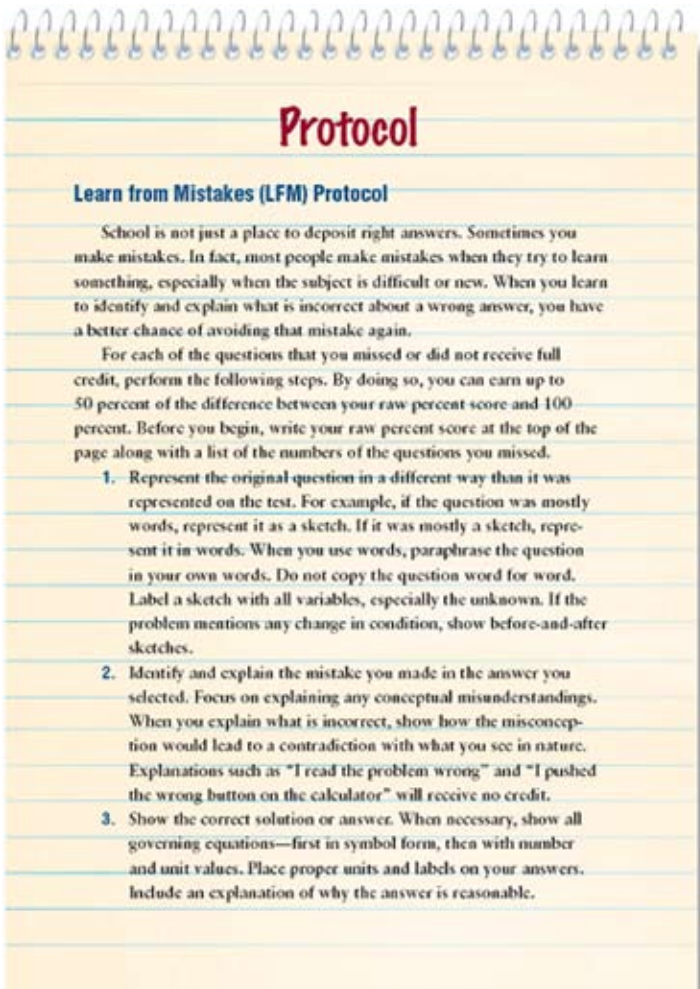 Protocol
Learn from Mistakes (LFM) Protocol
School is not just a place to deposit right answers. Sometimes you
make mistakes. In fact, most people make mistakes when they try to learn
something, especially when the subject is difficult or new. When you learn
to identify and explain what is incorrect about a wrong answer, you have
a better chance of avoiding that mistake again.
For each of the questions that you missed or did not receive full
credit, perform the following steps. By doing so, you can earn up to
50 percent of the difference between your raw percent score and 100
percent. Before you begin, write your raw percent score at the top of the
page along with a list of the numbers of the questions you missed.
1. Represent the original question in a different way than it was
represented on the test. For example, if the question was mostly
words, represent it as a sketch. If it was mostly a sketch, repre-
sent it in words. When you use words, paraphrase the question
in your own words. Do not copy the question word for word.
Label a sketch with all variables, especially the unknown. If the
problem mentions any change in condition, show before-and-after
sketches.
2. Identify and explain the mistake you made in the answer you
selected. Focus on explaining any conceptual misunderstandings.
When you explain what is incorrect, show how the misconcep-
tion would lead to a contradiction with what you see in nature.
Explanations such as "I read the problem wrong" and "I pushed
the wrong button on the calculator" will receive no credit.
3. Show the correct solution or answer. When necessary, show all
governing equations—first in symbol form, then with number
and unit values. Place proper units and labels on your answers.
Include an explanation of why the answer is reasonable.